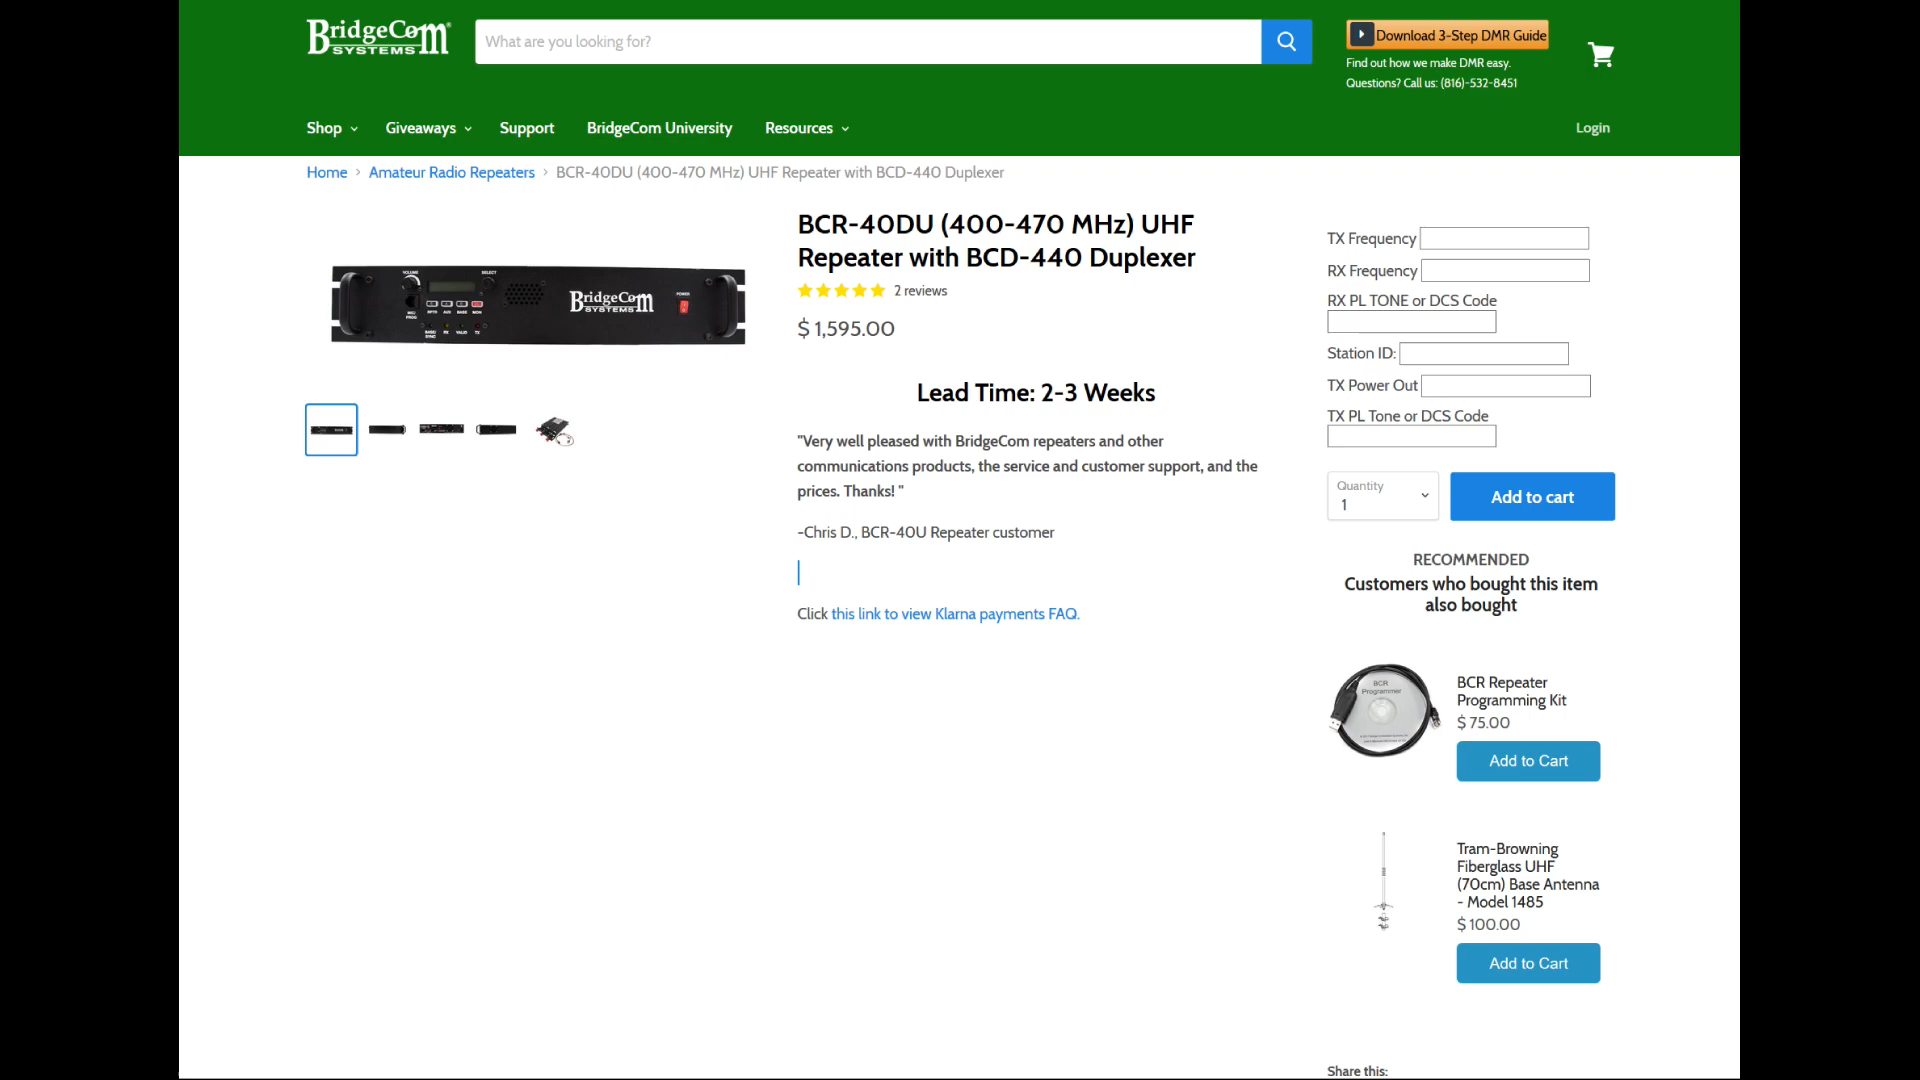 BridgeCom
SYSTEMS
What are you looking for?
Download 3-Step DMR Guide
Find out how we make DMR easy.
Questions? Call us: (816)-532-8451
Shop
Giveaways
Support
BridgeCom University
Resources
Login
Home
Amateur Radio Repeaters
BCR-40DU (400-470 MHz) UHF Repeater with BCD-440 Duplexer
VOLUME
SELECT
BridgeCom
SYSTEMS
POWER
BCR-40DU (400-470 MHz) UHF
Repeater with BCD-440 Duplexer
2 reviews
$ 1,595.00
Lead Time: 2-3 Weeks
"Very well pleased with BridgeCom repeaters and other
communications products, the service and customer support, and the
prices. Thanks! "
-Chris D., BCR-40U Repeater customer
Click this link to view Klarna payments FAQ.
TX Frequency
RX Frequency
RX PL TONE or DCS Code
Station ID:
TX Power Out
TX PL Tone or DCS Code
Quantity
1
Add to cart
RECOMMENDED
Customers who bought this item
also bought
BCR
Programmer
BCR Repeater
Programming Kit
$ 75.00
Add to Cart
Tram-Browning
Fiberglass UHF
(70cm) Base Antenna
- Model 1485
$ 100.00
Add to Cart
Share this: